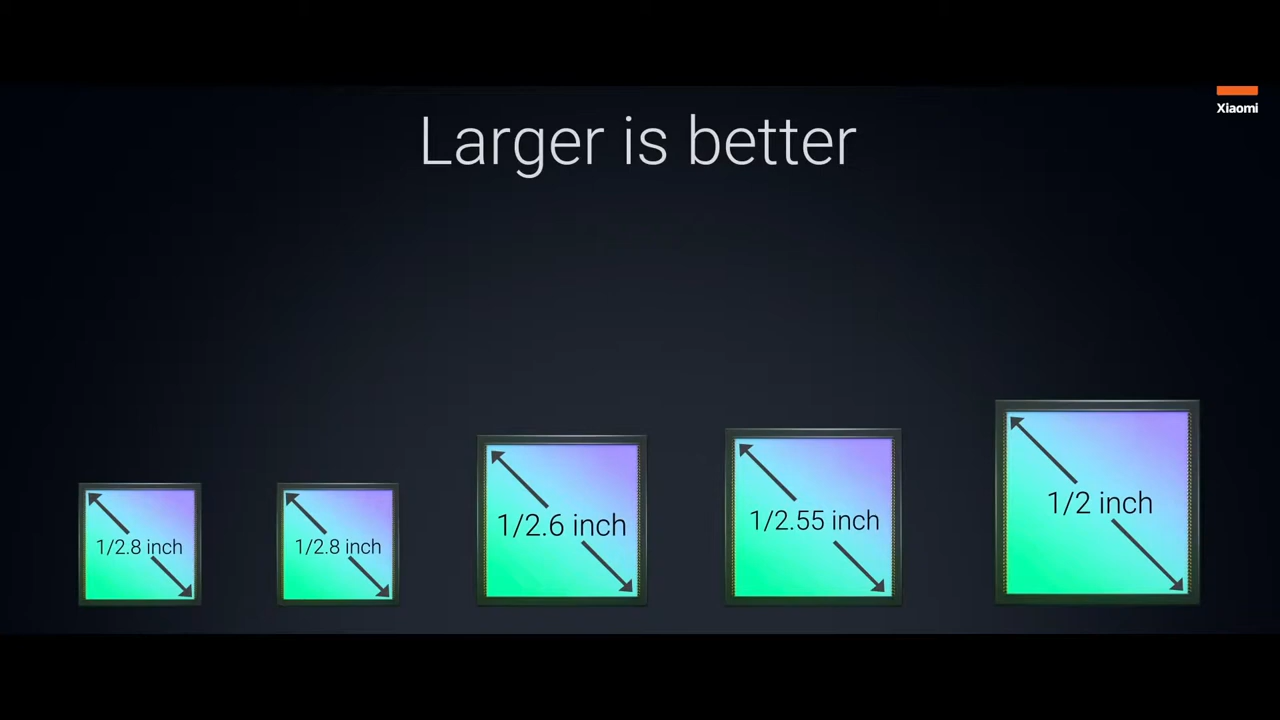 Larger is better
Xiaomi
1/2.8 inch
1/2.8 inch
1/2.6 inch
1/2.55 inch
1/2 inch